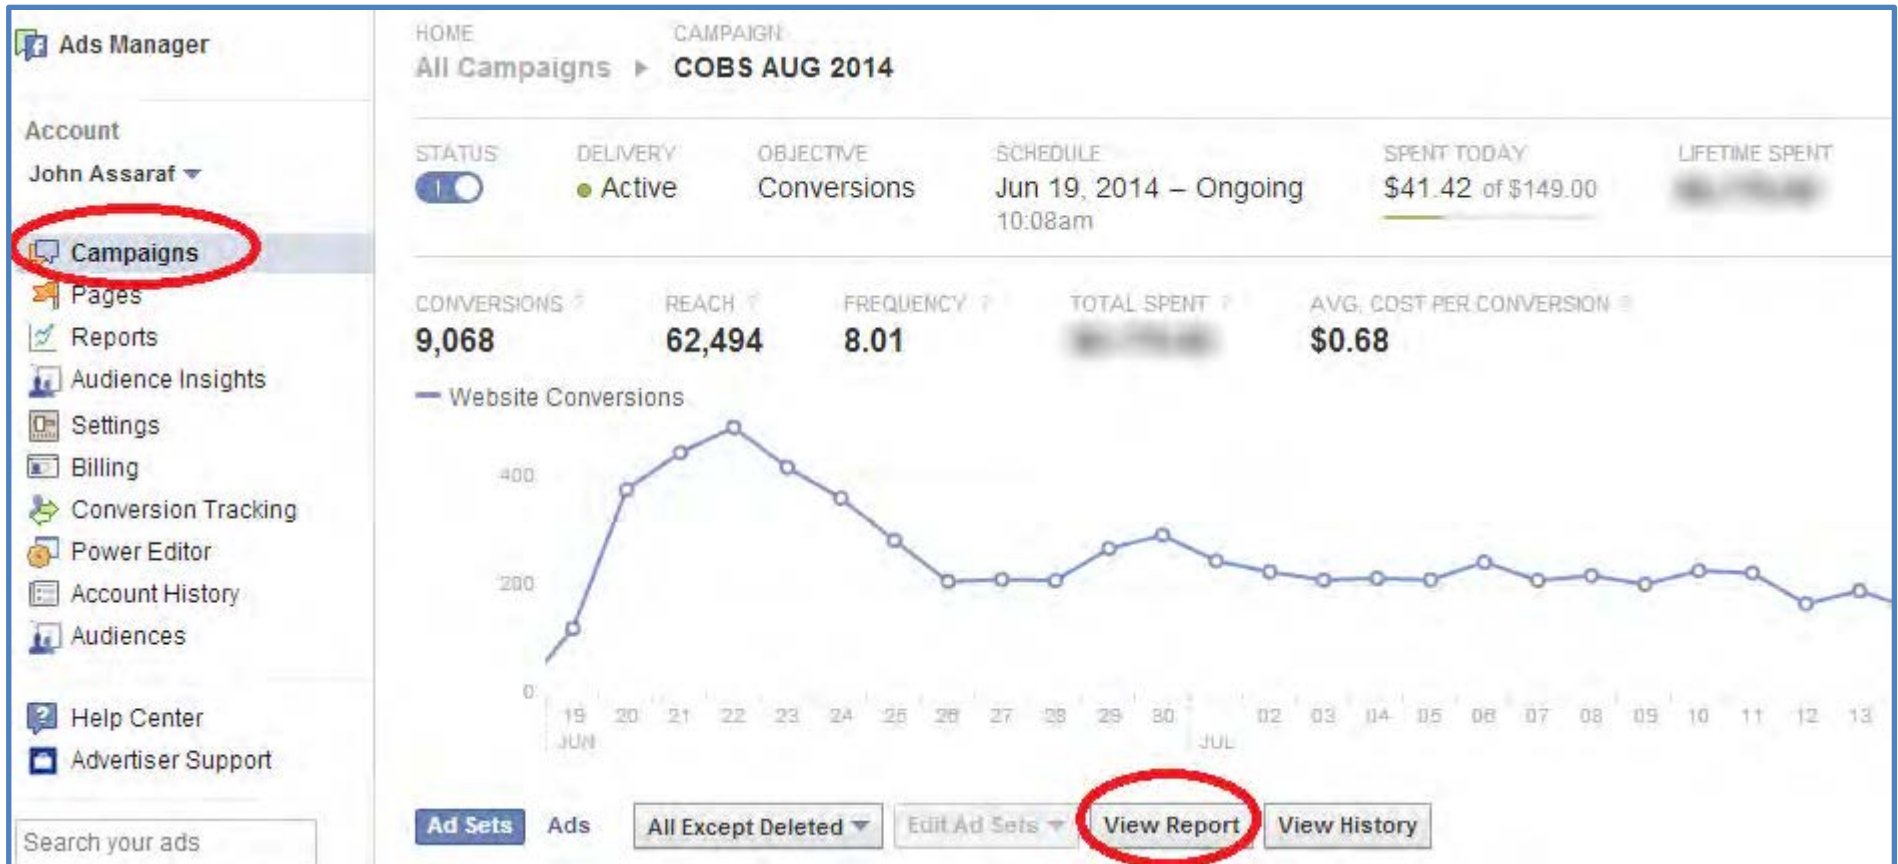 Ads Manager
Account
John Assaraf
Campaigns
Pages
Reports
Audience Insights
Settings
Billing
Conversion Tracking
Power Editor
Account History
Audiences
Help Center
Advertiser Support
Search your ads
HOME CAMPAIGN
All Campaigns COBS AUG 2014
STATUS DELIVERY OBJECTIVE SCHEDULE SPENT TODAY LIFETIME SPENT
Active Conversions Jun 19, 2014 – Ongoing $41.42 of $149.00
10:08am
CONVERSIONS ? REACH ? FREQUENCY ? TOTAL SPENT ? AVG. COST PER CONVERSION ?
9,068 62,494 8.01 $0.68
Website Conversions
400
200
0
19 20 21 22 23 24 25 26 27 28 29 30 02 03 04 05 06 07 08 09 10 11 12 13
JUN JUL
Ad Sets Ads All Except Deleted Edit Ad Sets View Report View History